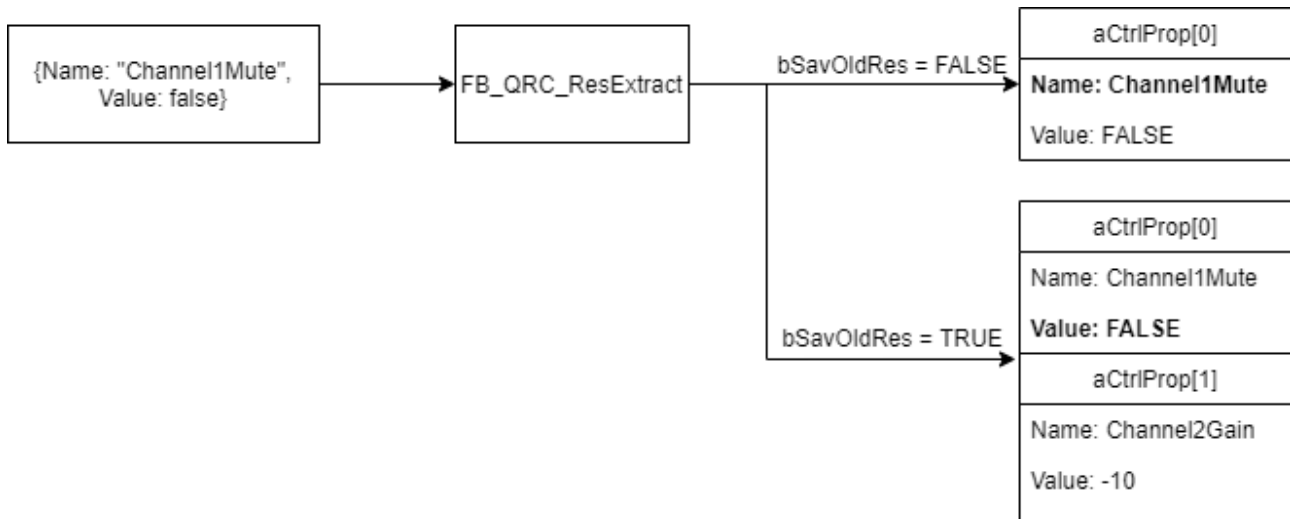 {Name: "Channel1Mute",
Value: false}
FB_QRC_ResExtract
bSavOldRes = FALSE
aCtrlProp[0]
Name: Channel1Mute
Value: FALSE
bSavOldRes = TRUE
aCtrlProp[0]
Name: Channel1Mute
Value: FALSE
aCtrlProp[1]
Name: Channel2Gain
Value: -10